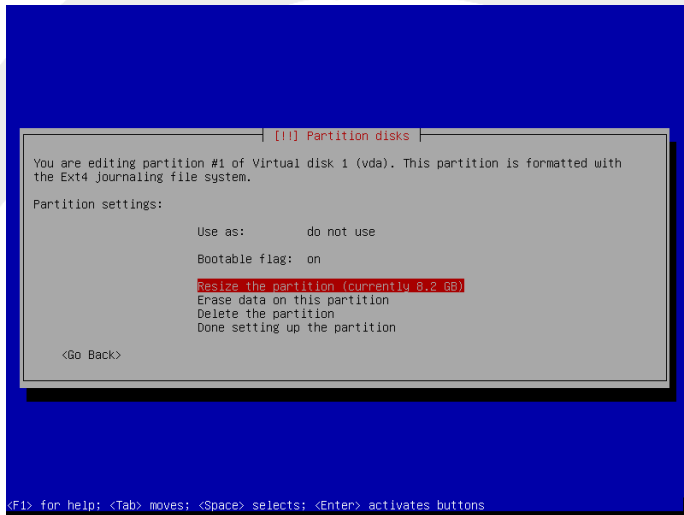 [!!] Partition disks
You are editing partition #1 of Virtual disk 1 (vda). This partition is formatted with
the Ext4 journaling file system.
Partition settings:
Use as: do not use
Bootable flag: on
Resize the partition (currently 8.2 GB)
Erase data on this partition
Delete the partition
Done setting up the partition
<Go Back>
<F1> for help; <Tab> moves; <Space> selects; <Enter> activates buttons